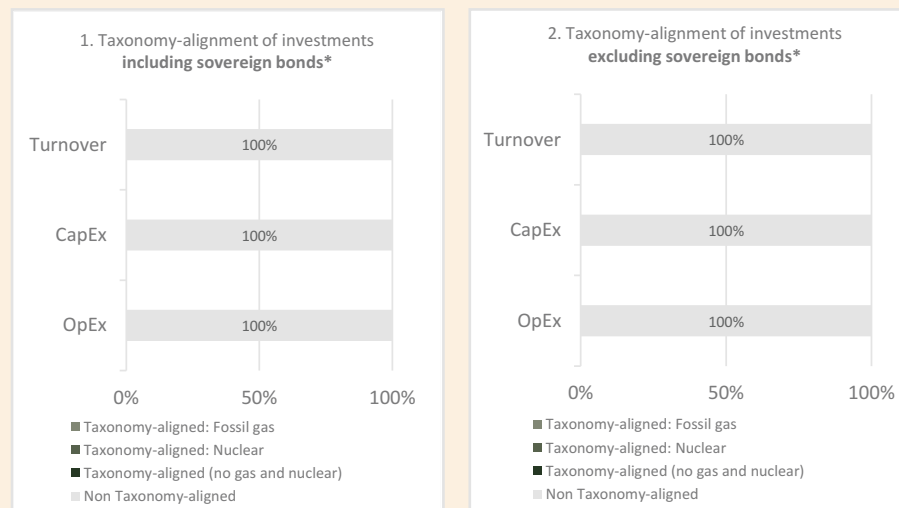 1. Taxonomy-alignment of investments
including sovereign bonds*
Turnover
100%
CapEx
100%
OpEx
100%
0% 50% 100%
Taxonomy-aligned: Fossil gas
Taxonomy-aligned: Nuclear
Taxonomy-aligned (no gas and nuclear)
Non Taxonomy-aligned
2. Taxonomy-alignment of investments
excluding sovereign bonds*
Turnover
100%
CapEx
100%
OpEx
100%
0% 50% 100%
Taxonomy-aligned: Fossil gas
Taxonomy-aligned: Nuclear
Taxonomy-aligned (no gas and nuclear)
Non Taxonomy-aligned